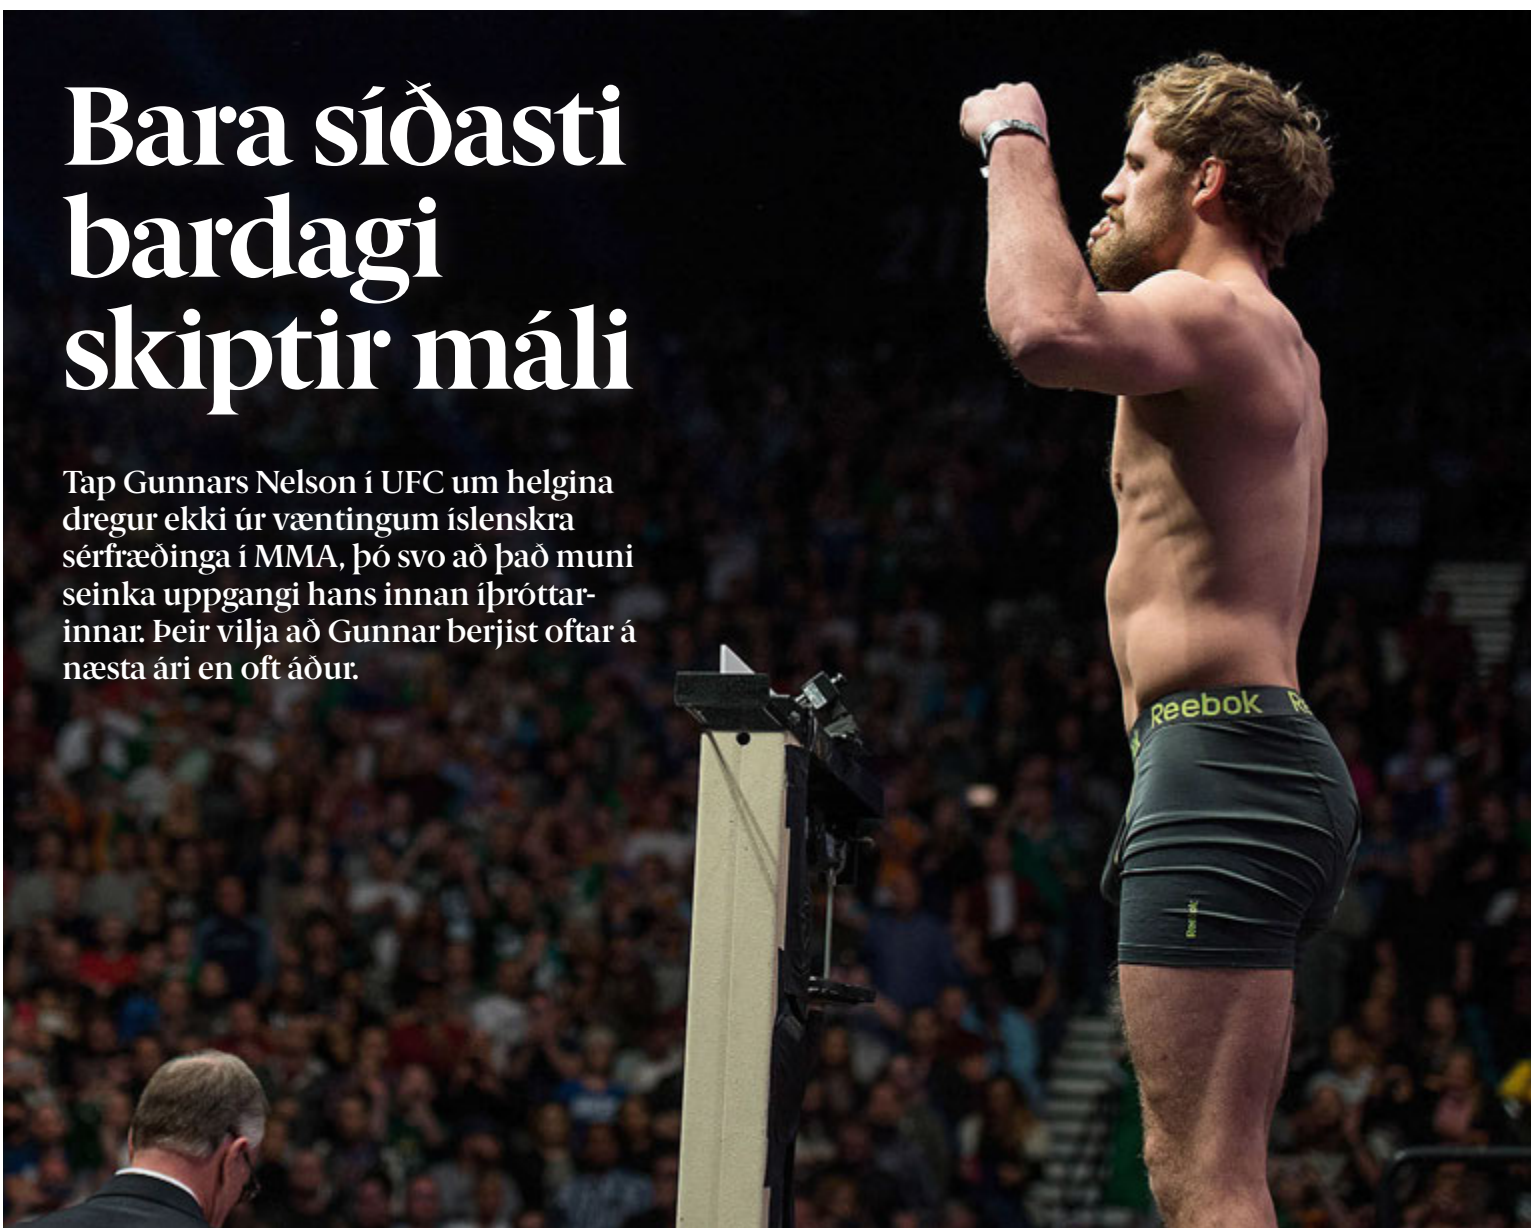 Bara síðasti
bardagi
skiptir máli
Tap Gunnars Nelson í UFC um helgina
dregur ekki úr væntingum íslenskra
sérfræðinga í MMA, þó svo að það muni
seinka uppgangi hans innan íþróttar-
innar. Þeir vilja að Gunnar berjist oftar á
næsta ári en oft áður.
Reebok
Reebok